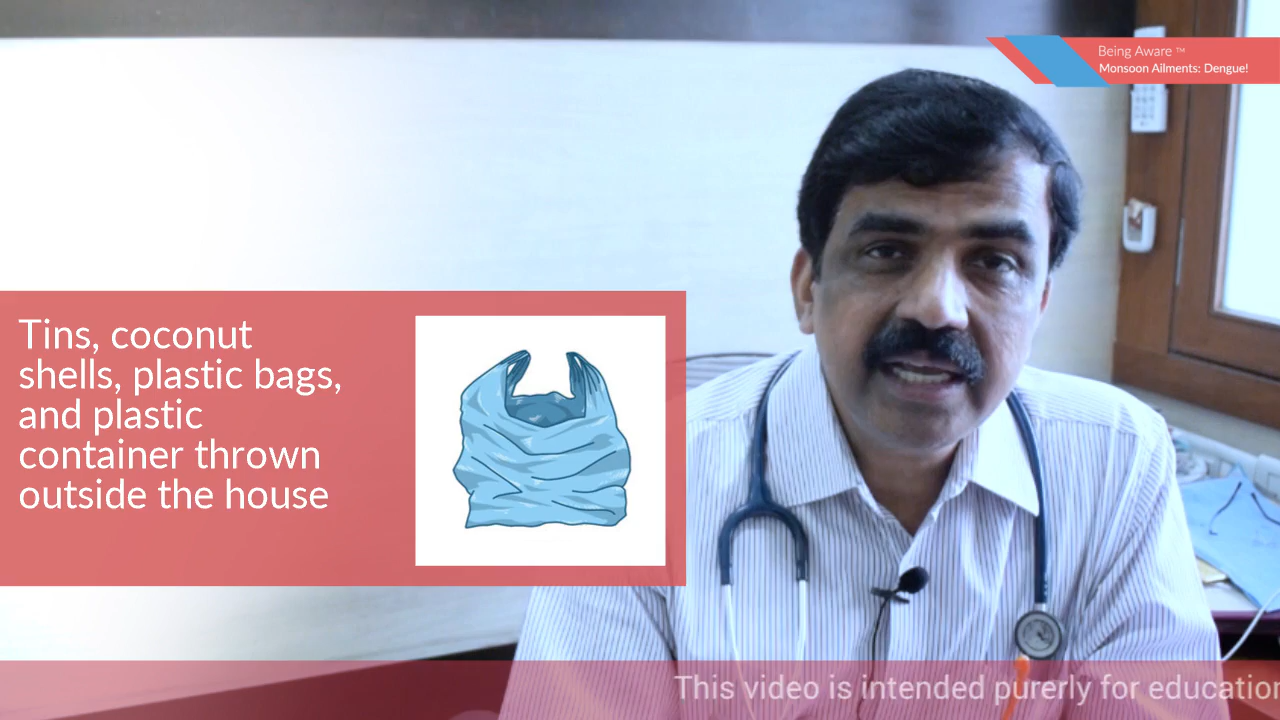 Being Aware ™
Monsoon Ailments: Dengue!
Tins, coconut
shells, plastic bags,
and plastic
container thrown
outside the house
This video is intended purerly for education